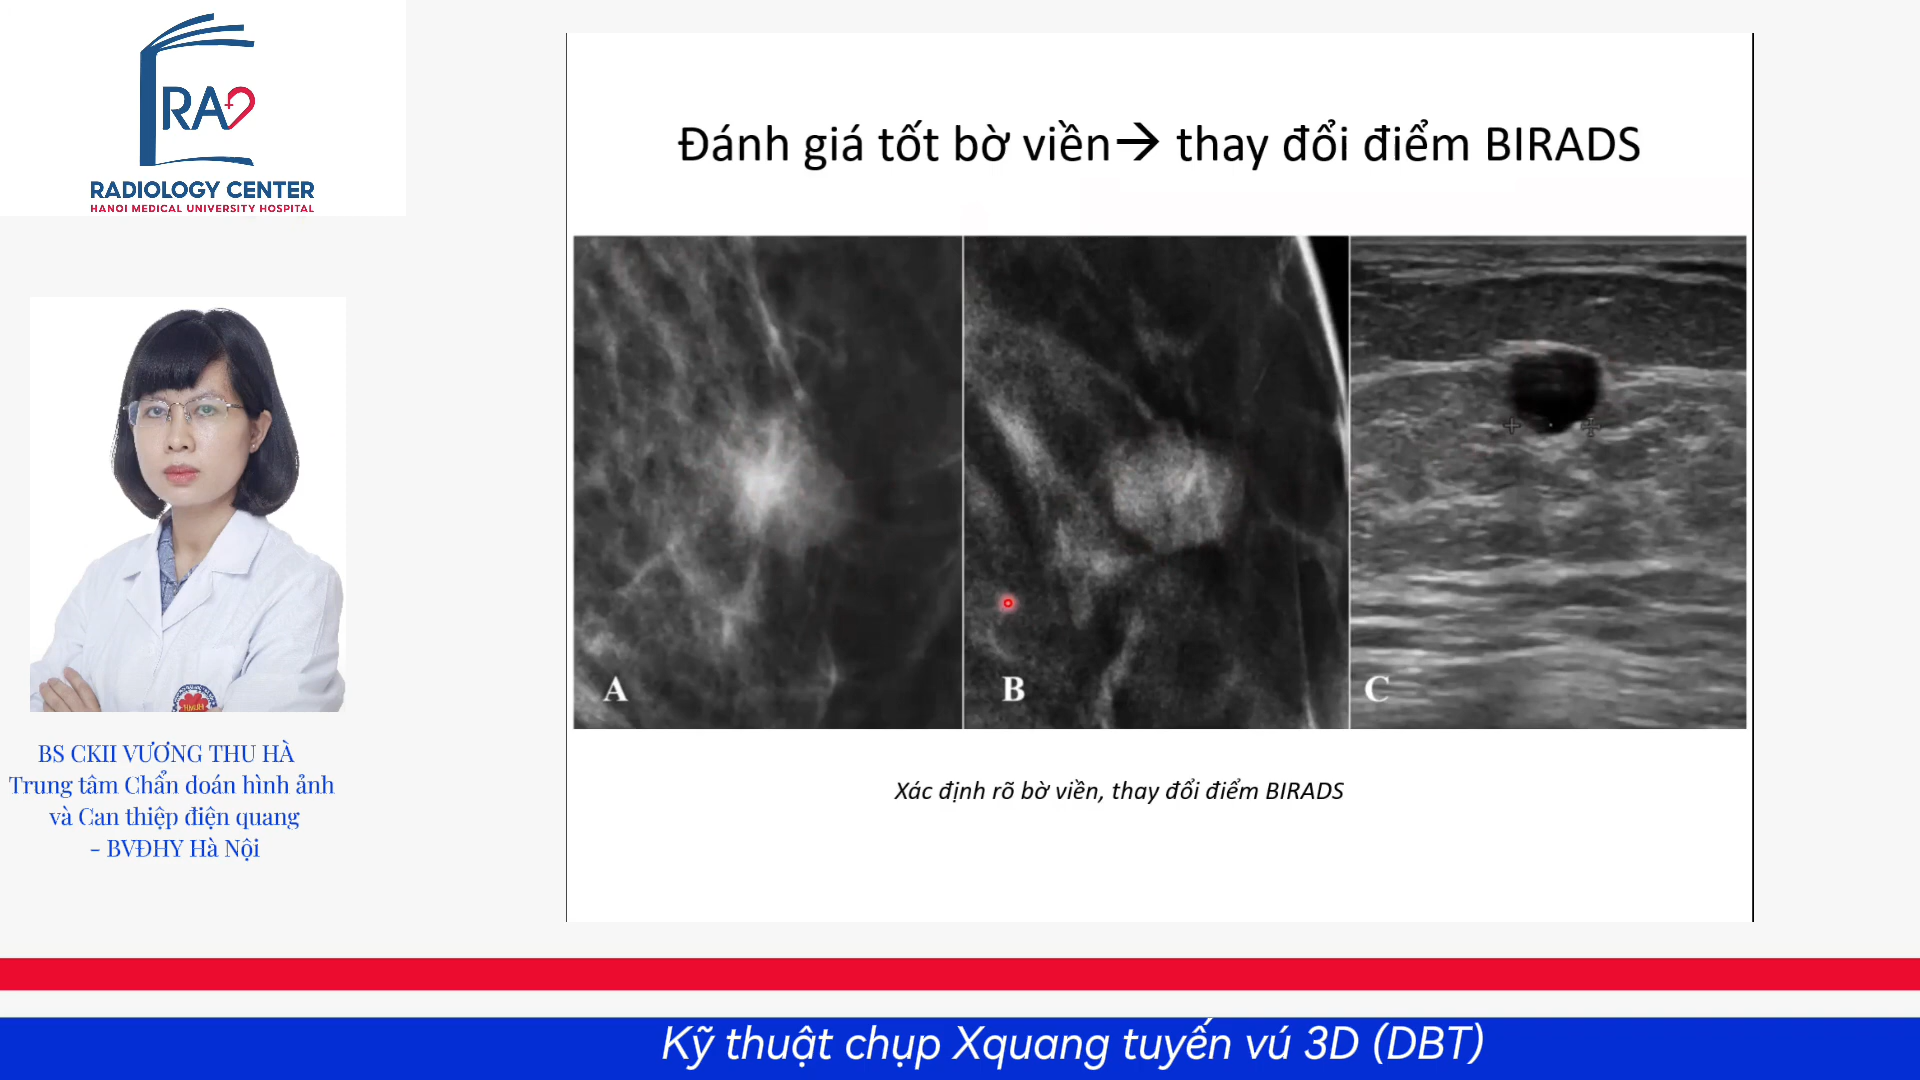 RA
RADIOLOGY CENTER
HANOI MEDICAL UNIVERSITY HOSPITAL
Đánh giá tốt bờ viền→ thay đổi điểm BIRADS
A
B
C
Xác định rõ bờ viền, thay đổi điểm BIRADS
BS CKII VƯƠNG THU HÀ
Trung tâm Chẩn doán hình ảnh
và Can thiệp điện quang
- BVĐHY Hà Nội
Kỹ thuật chụp Xquang tuyến vú 3D (DBT)